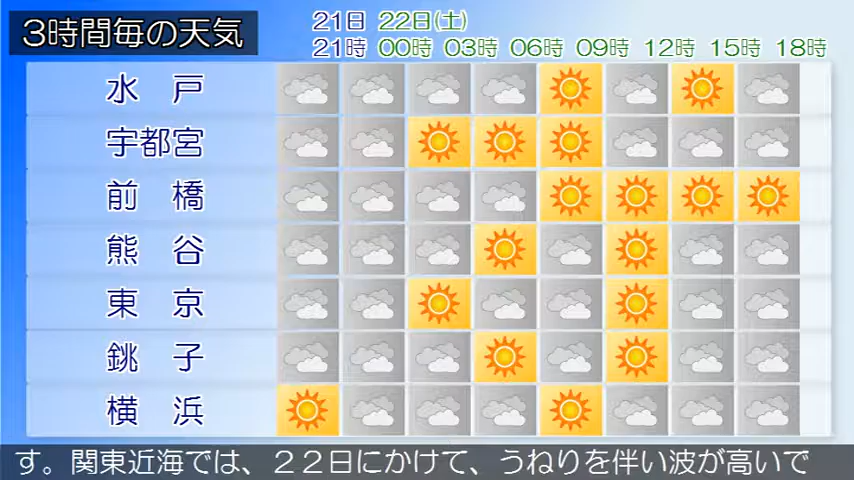 3時間毎の天気
21日 22日(土)
21時 00時 03時 06時 09時 12時 15時 18時
水 戸
宇都宮
前 橋
熊 谷
東 京
銚 子
横 浜
す。関東近海では、22日にかけて、うねりを伴い波が高いで